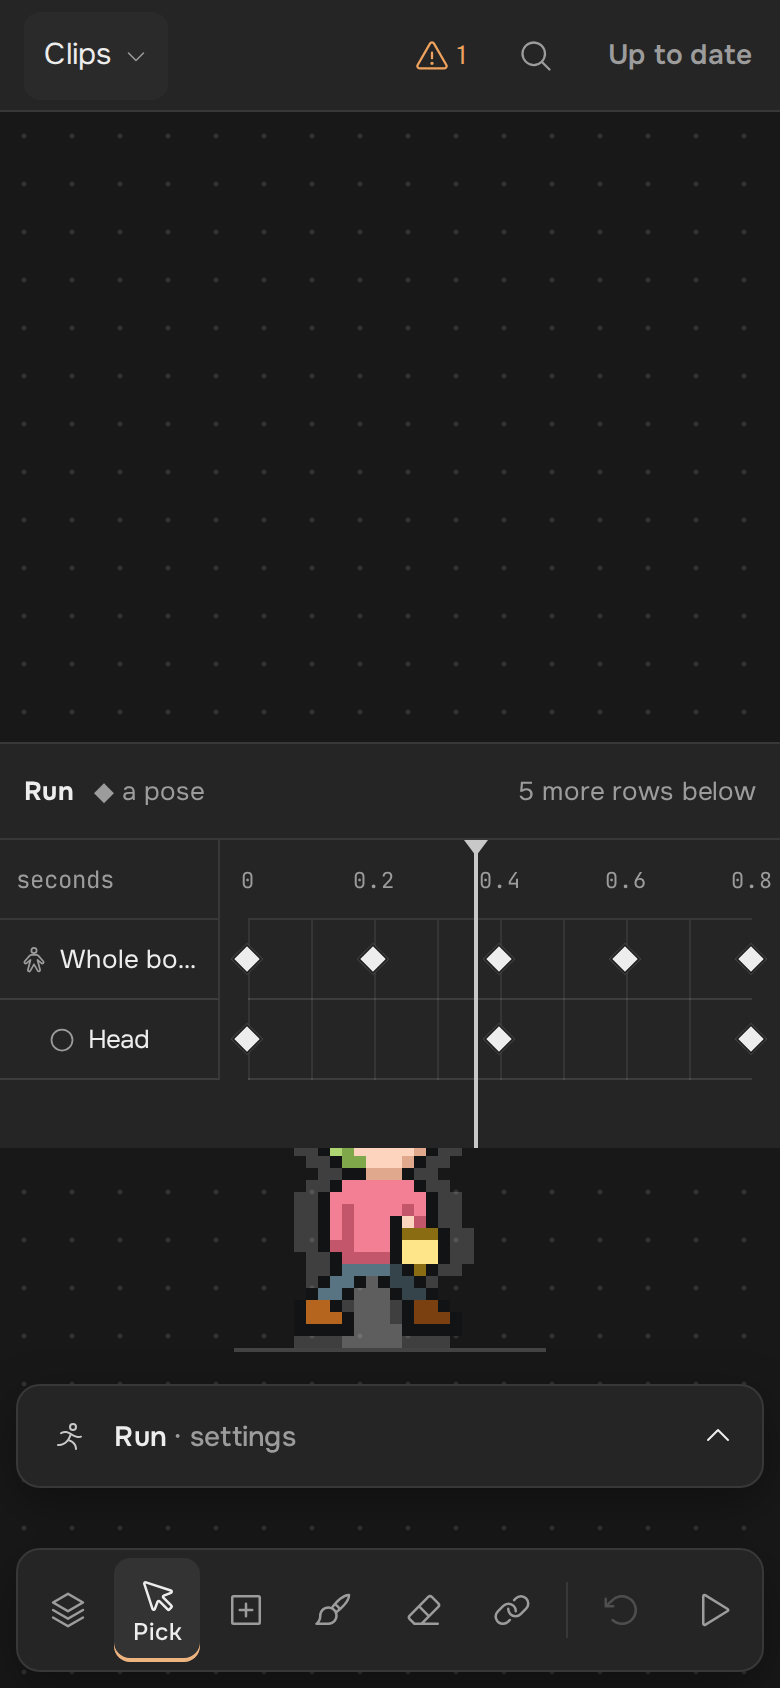 Clips
1
Up to date
Run ◆ a pose
5 more rows below
seconds 0 0.2 0.4 0.6 0.8
Whole bo...
Head
Run · settings
Pick